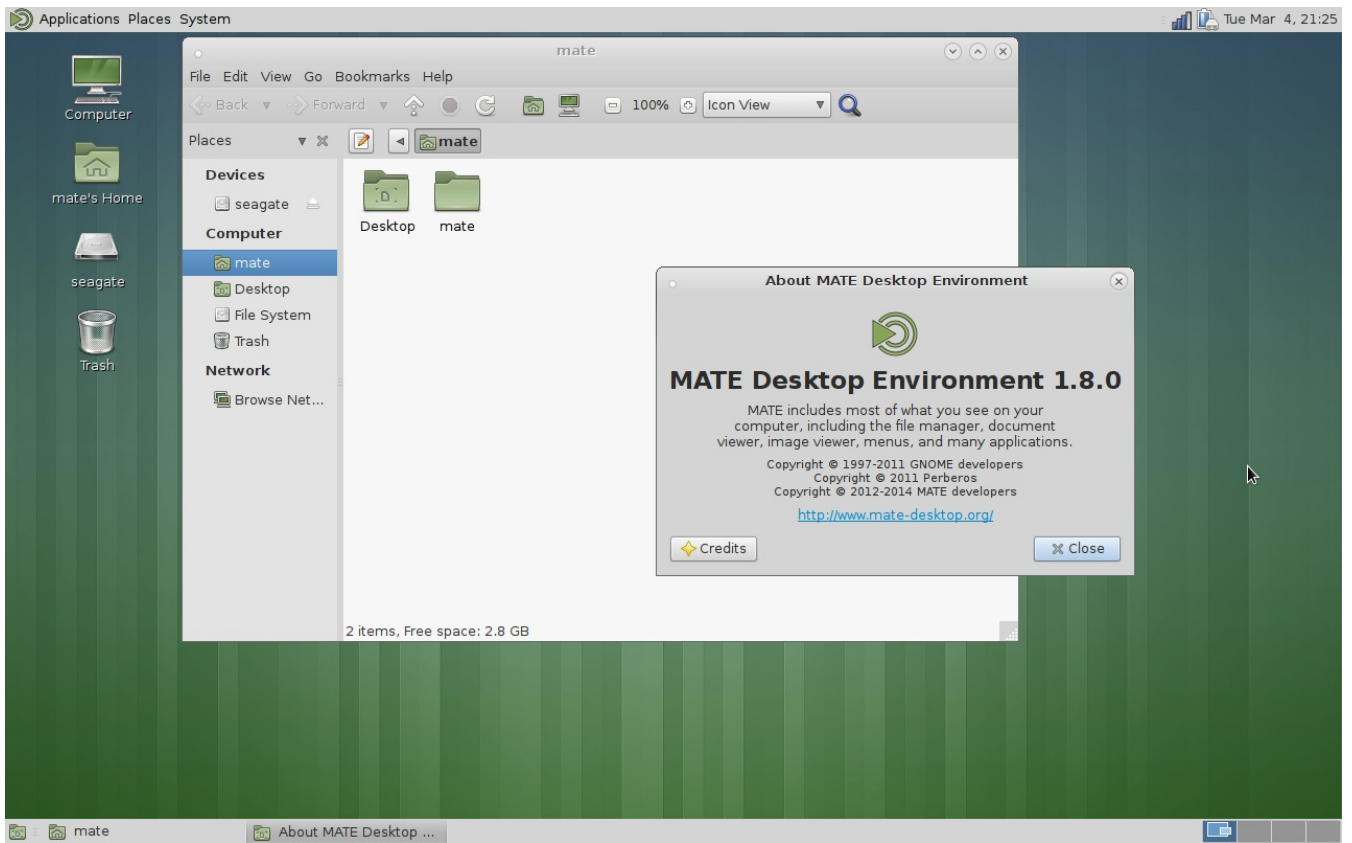 Applications Places System
Tue Mar 4, 21:25
Computer
mate's Home
seagate
Trash
mate
File Edit View Go Bookmarks Help
Back Forward 100% Icon View
Places
mate
Devices
seagate
Computer
mate
Desktop
File System
Trash
Network
Browse Net...
Desktop mate
2 items, Free space: 2.8 GB
About MATE Desktop Environment
MATE Desktop Environment 1.8.0
MATE includes most of what you see on your
computer, including the file manager, document
viewer, image viewer, menus, and many applications.
Copyright © 1997-2011 GNOME developers
Copyright © 2011 Perberos
Copyright © 2012-2014 MATE developers
http://www.mate-desktop.org/
Credits Close
mate About MATE Desktop ...